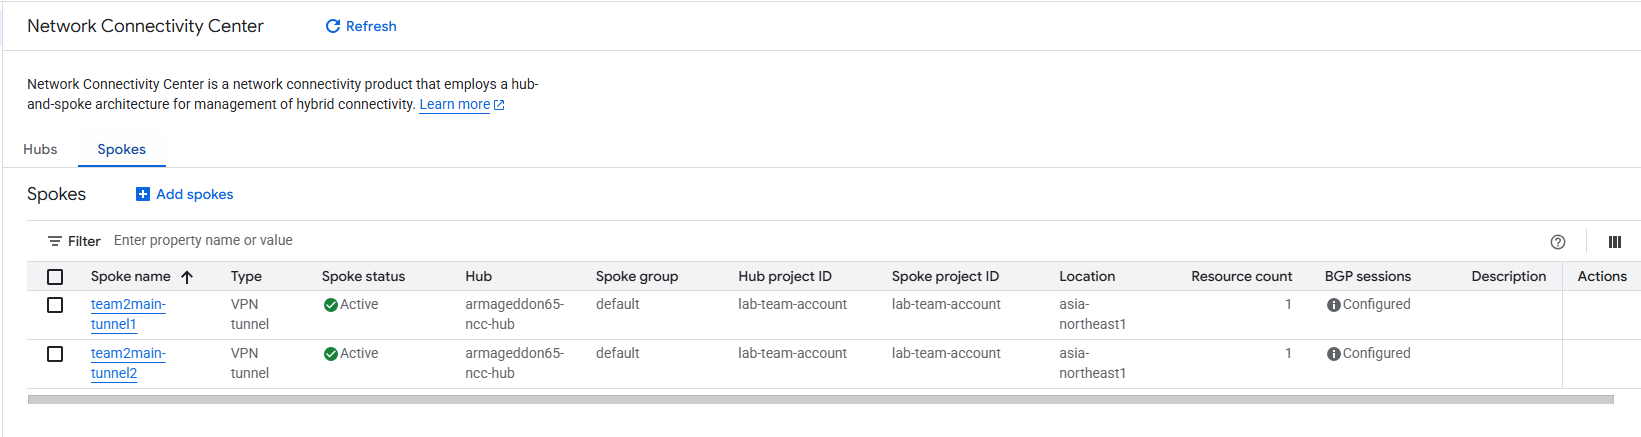 Network Connectivity Center Refresh
Network Connectivity Center is a network connectivity product that employs a hub-
and-spoke architecture for management of hybrid connectivity. Learn more
Hubs Spokes
Spokes Add spokes
Filter Enter property name or value
Spoke name Type Spoke status Hub Spoke group Hub project ID Spoke project ID Location Resource count BGP sessions Description Actions
team2main- VPN Active armageddon65- default lab-team-account lab-team-account asia- 1 Configured
tunnel1 tunnel ncc-hub northeast1
team2main- VPN Active armageddon65- default lab-team-account lab-team-account asia- 1 Configured
tunnel2 tunnel ncc-hub northeast1